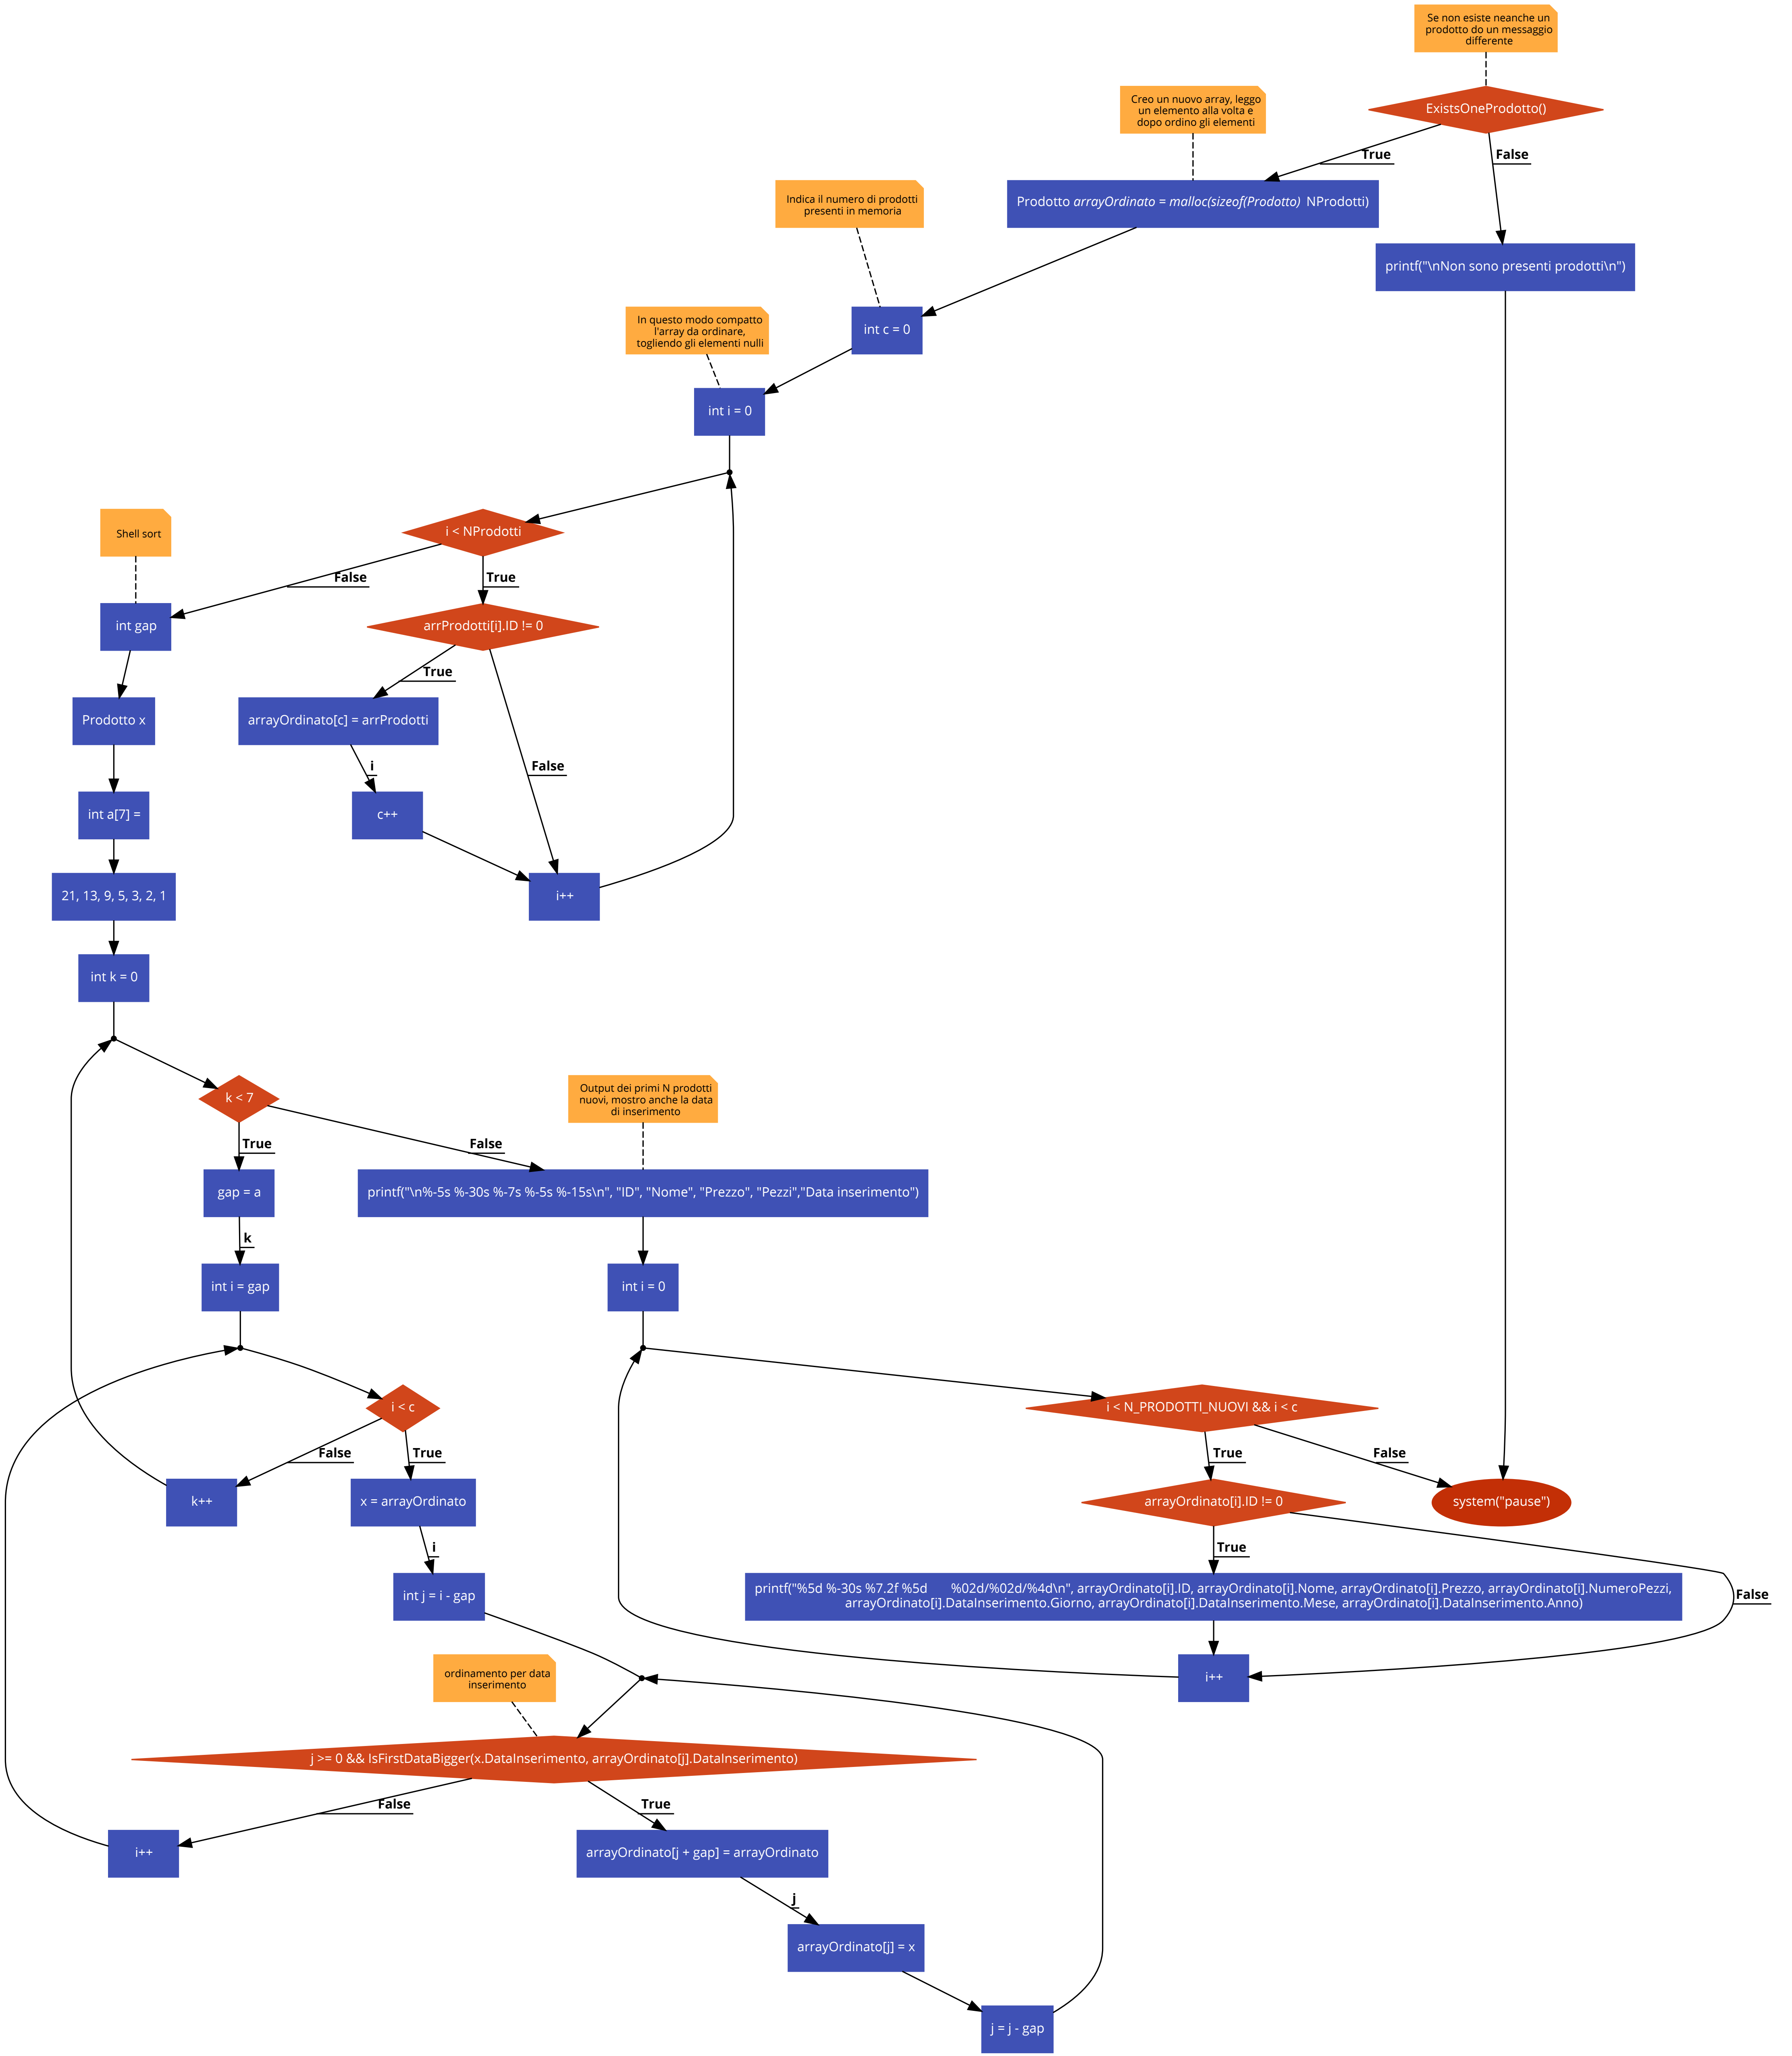 Se non esiste neanche un
prodotto do un messaggio
differente
ExistsOneProdotto()
Creo un nuovo array, leggo
un elemento alla volta e
dopo ordino gli elementi
True
False
Prodotto arrayOrdinato = malloc(sizeof(Prodotto) NProdotti)
Indica il numero di prodotti
presenti in memoria
printf("\nNon sono presenti prodotti\n")
In questo modo compatto
l'array da ordinare,
togliendo gli elementi nulli
int c = 0
int i = 0
Shell sort
i < NProdotti
False
True
int gap
arrProdotti[i].ID != 0
True
Prodotto x
arrayOrdinato[c] = arrProdotti
i
False
int a[7] =
c++
21, 13, 9, 5, 3, 2, 1
i++
int k = 0
k < 7
Output dei primi N prodotti
nuovi, mostro anche la data
di inserimento
True
False
gap = a
printf("\n%-5s %-30s %-7s %-5s %-15s\n", "ID", "Nome", "Prezzo", "Pezzi","Data inserimento")
k
int i = gap
int i = 0
i < c
i < N_PRODOTTI_NUOVI && i < c
False
True
True
False
k++
x = arrayOrdinato
arrayOrdinato[i].ID != 0
system("pause")
i
True
int j = i - gap
printf("%5d %-30s %7.2f %5d       %02d/%02d/%4d\n", arrayOrdinato[i].ID, arrayOrdinato[i].Nome, arrayOrdinato[i].Prezzo, arrayOrdinato[i].NumeroPezzi,
arrayOrdinato[i].DataInserimento.Giorno, arrayOrdinato[i].DataInserimento.Mese, arrayOrdinato[i].DataInserimento.Anno)
False
ordinamento per data
inserimento
i++
j >= 0 && IsFirstDataBigger(x.DataInserimento, arrayOrdinato[j].DataInserimento)
False
True
i++
arrayOrdinato[j + gap] = arrayOrdinato
j
arrayOrdinato[j] = x
j = j - gap